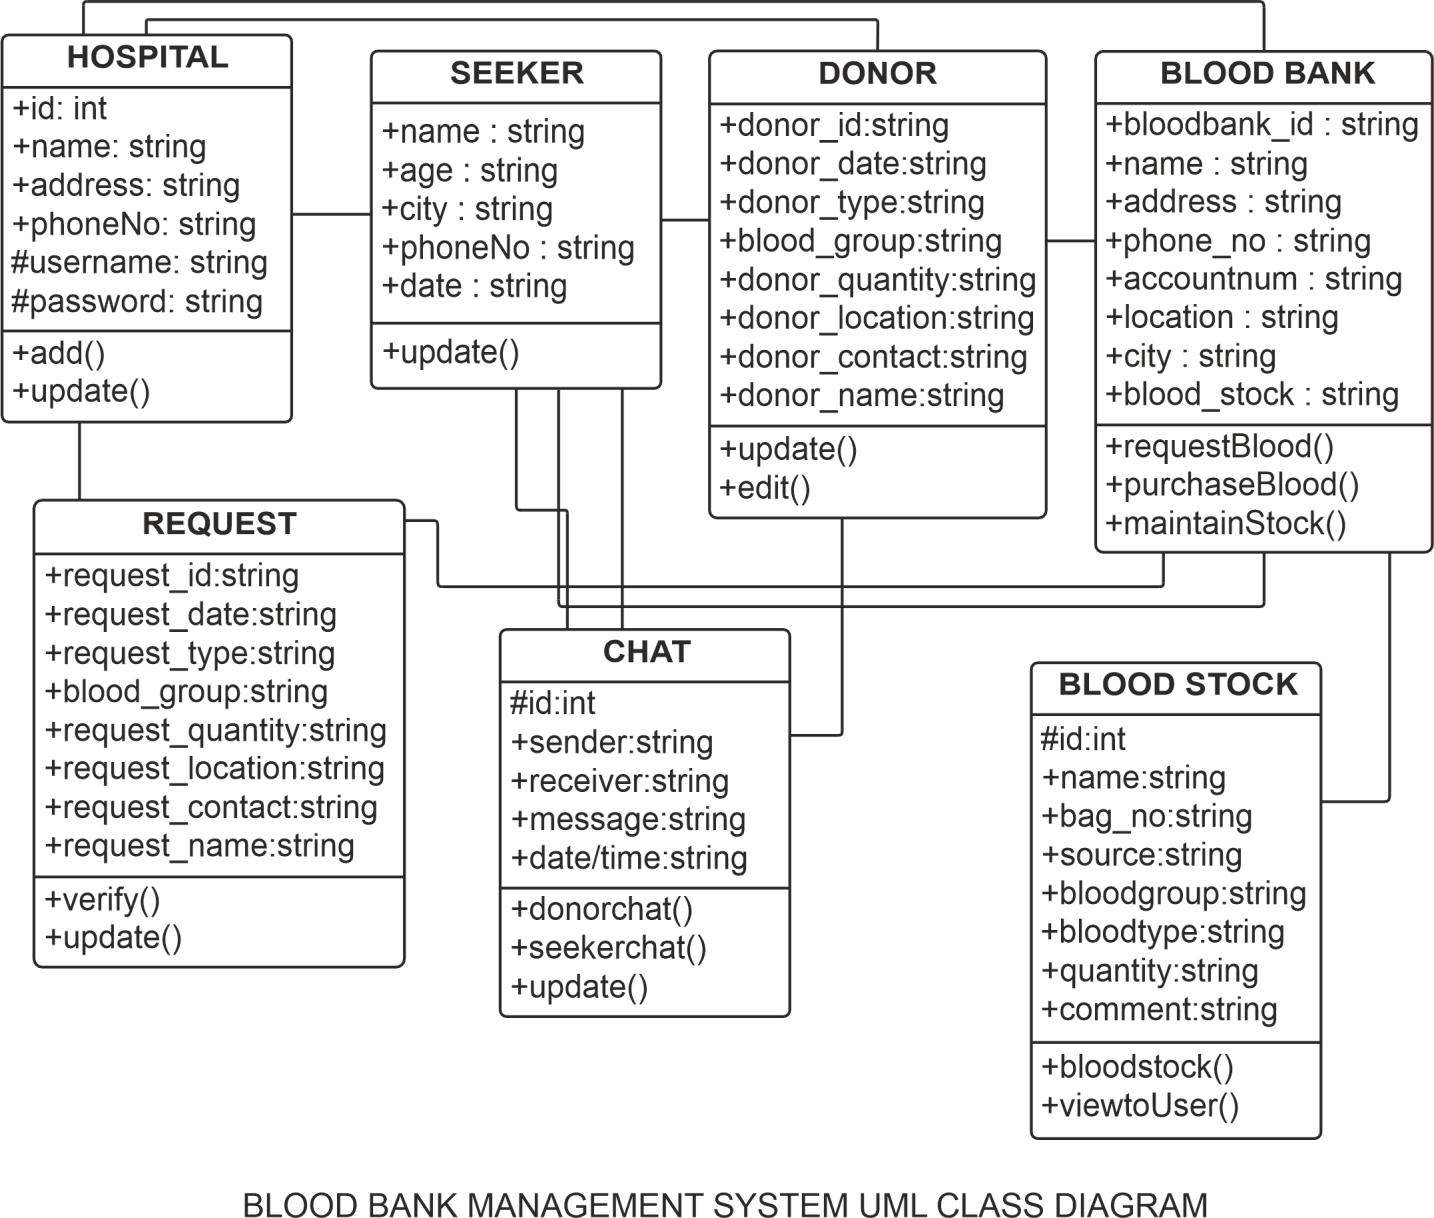 HOSPITAL
+id: int
+name: string
+address: string
+phoneNo: string
#username: string
#password: string
+add()
+update()
SEEKER
+name : string
+age : string
+city : string
+phoneNo : string
+date : string
+update()
DONOR
+donor_id:string
+donor_date:string
+donor_type:string
+blood_group:string
+donor_quantity:string
+donor_location:string
+donor_contact:string
+donor_name:string
+update()
+edit()
BLOOD BANK
+bloodbank_id : string
+name : string
+address : string
+phone_no : string
+accountnum : string
+location : string
+city : string
+blood_stock : string
+requestBlood()
+purchaseBlood()
+maintainStock()
REQUEST
+request_id:string
+request_date:string
+request_type:string
+blood_group:string
+request_quantity:string
+request_location:string
+request_contact:string
+request_name:string
+verify()
+update()
CHAT
#id:int
+sender:string
+receiver:string
+message:string
+date/time:string
+donorchat()
+seekerchat()
+update()
BLOOD STOCK
#id:int
+name:string
+bag_no:string
+source:string
+bloodgroup:string
+bloodtype:string
+quantity:string
+comment:string
+bloodstock()
+viewtoUser()
BLOOD BANK MANAGEMENT SYSTEM UML CLASS DIAGRAM